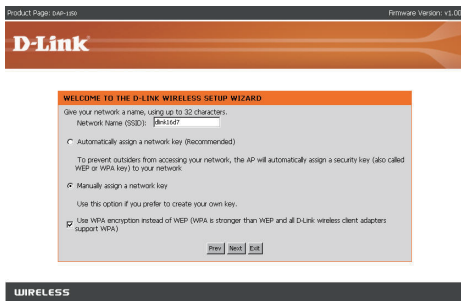 Product Page: DAP-1150 Firmware Version: v1.00
D-Link
WELCOME TO THE D-LINK WIRELESS SETUP WIZARD
Give your network a name, using up to 32 characters.
Network Name (SSID): dlink16d7
Automatically assign a network key (Recommended)
To prevent outsiders from accessing your network, the AP will automatically assign a security key (also called
WEP or WPA key) to your network
Manually assign a network key
Use this option if you prefer to create your own key.
Use WPA encryption instead of WEP (WPA is stronger than WEP and all D-Link wireless client adapters
support WPA)
Prev Next Exit
WIRELESS